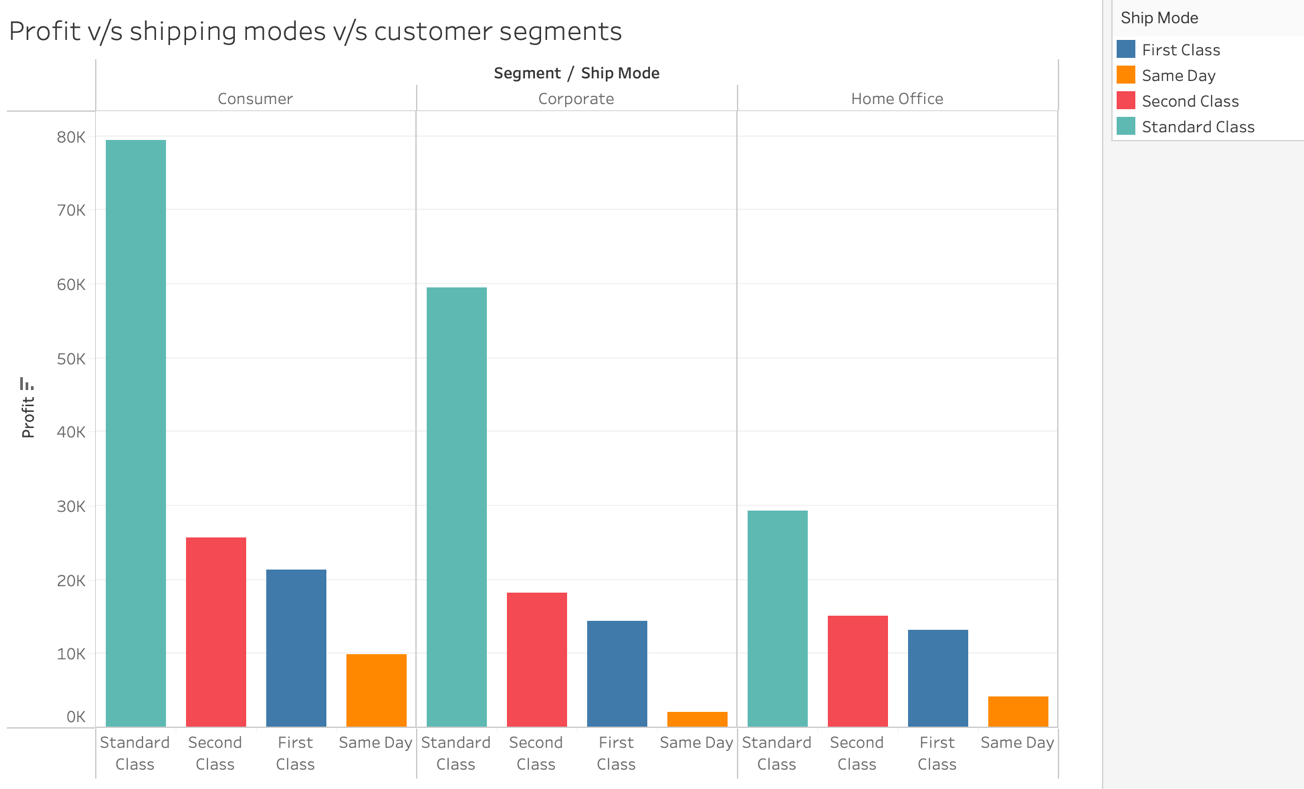 Profit v/s shipping modes v/s customer segments
Segment / Ship Mode
Consumer
Corporate
Home Office
80K
70K
60K
50K
40K
30K
20K
10K
0K
Profit
Standard Class
Second Class
First Class
Same Day
Standard Class
Second Class
First Class
Same Day
Standard Class
Second Class
First Class
Same Day
Ship Mode
First Class
Same Day
Second Class
Standard Class